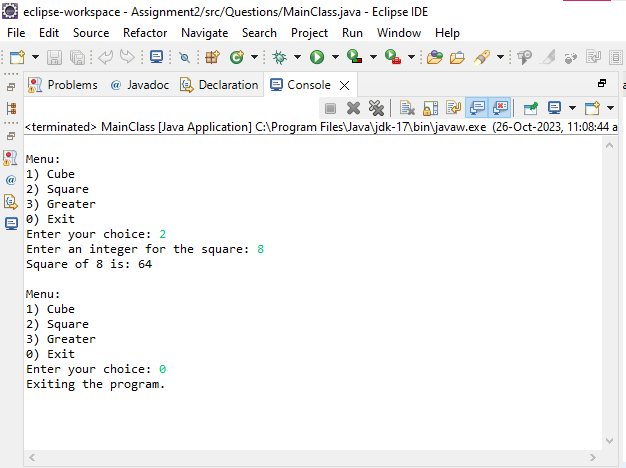 eclipse-workspace - Assignment2/src/Questions/MainClass.java - Eclipse IDE
File Edit Source Refactor Navigate Search Project Run Window Help
Problems @ Javadoc Declaration Console
<terminated> MainClass [Java Application] C:\Program Files\Java\jdk-17\bin\javaw.exe (26-Oct-2023, 11:08:44 a
Menu:
1) Cube
2) Square
3) Greater
0) Exit
Enter your choice: 2
Enter an integer for the square: 8
Square of 8 is: 64
Menu:
1) Cube
2) Square
3) Greater
0) Exit
Enter your choice: 0
Exiting the program.